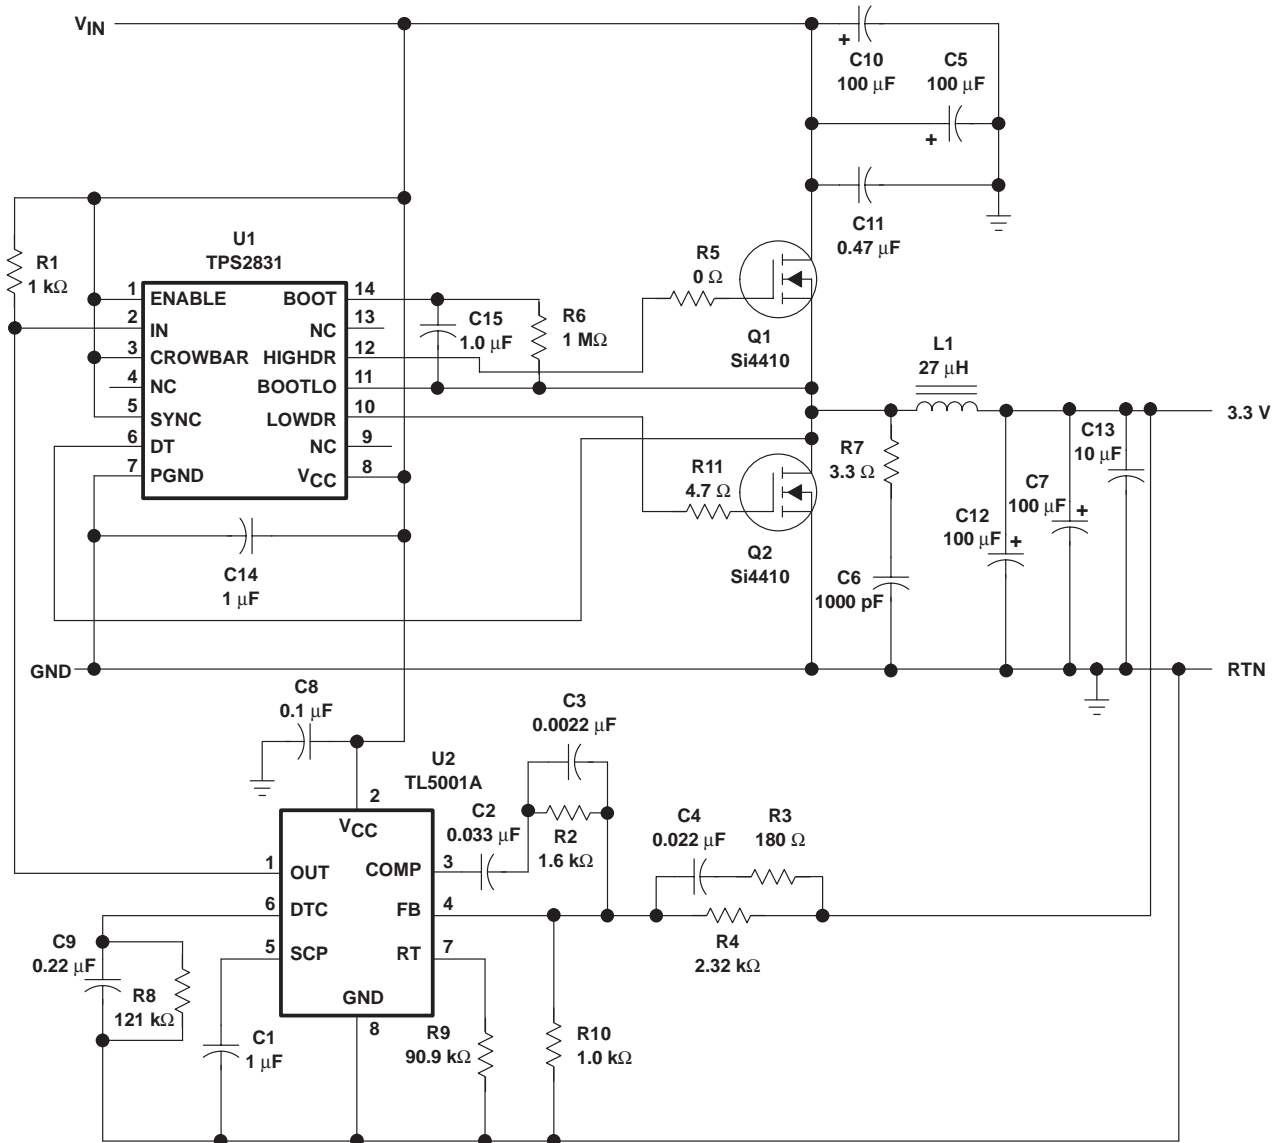 V_IN
+
C10
100 μF
C5
100 μF
+
C11
0.47 μF
U1
TPS2831
R1
1 kΩ
1
ENABLE
2
IN
3
CROWBAR
4
NC
5
SYNC
6
DT
7
PGND
BOOT
14
NC
13
HIGHDR
12
BOOTLO
11
LOWDR
10
NC
9
V_CC
8
C15
1.0 μF
R6
1 MΩ
R5
0 Ω
Q1
Si4410
L1
27 μH
3.3 V
R11
4.7 Ω
Q2
Si4410
R7
3.3 Ω
C6
1000 pF
C12
100 μF
+
C7
100 μF
+
C13
10 μF
C14
1 μF
GND
RTN
C8
0.1 μF
U2
TL5001A
2
V_CC
C3
0.0022 μF
C2
0.033 μF
R2
1.6 kΩ
C4
0.022 μF
R3
180 Ω
R4
2.32 kΩ
1
OUT
6
DTC
5
SCP
COMP
3
FB
4
RT
7
GND
8
C9
0.22 μF
R8
121 kΩ
C1
1 μF
R9
90.9 kΩ
R10
1.0 kΩ